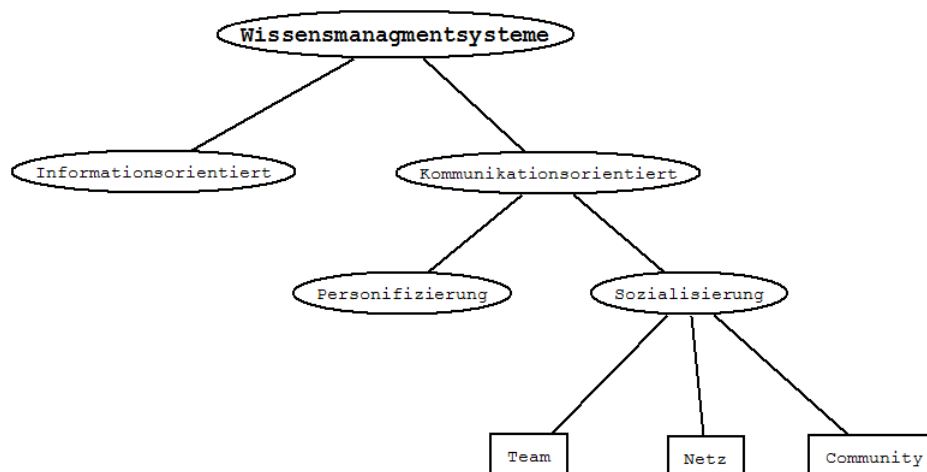 Wissensmanagmentsysteme
Informationsorientiert
Kommunikationsorientiert
Personifizierung
Sozialisierung
Team
Netz
Community